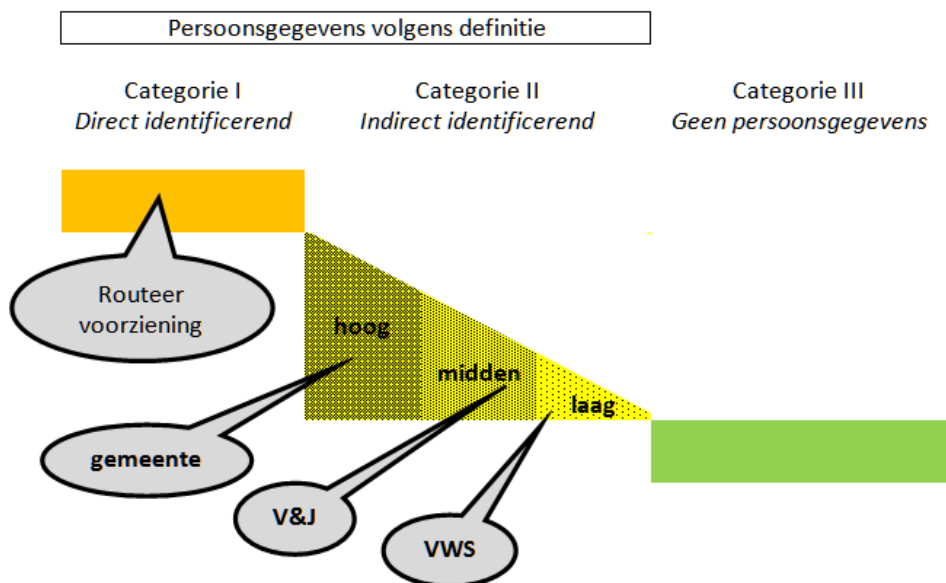 Persoonsgegevens volgens definitie
Categorie I
Direct identificerend
Categorie II
Indirect identificerend
Categorie III
Geen persoonsgegevens
Routeer
voorziening
hoog
midden
laag
gemeente
V&J
VWS